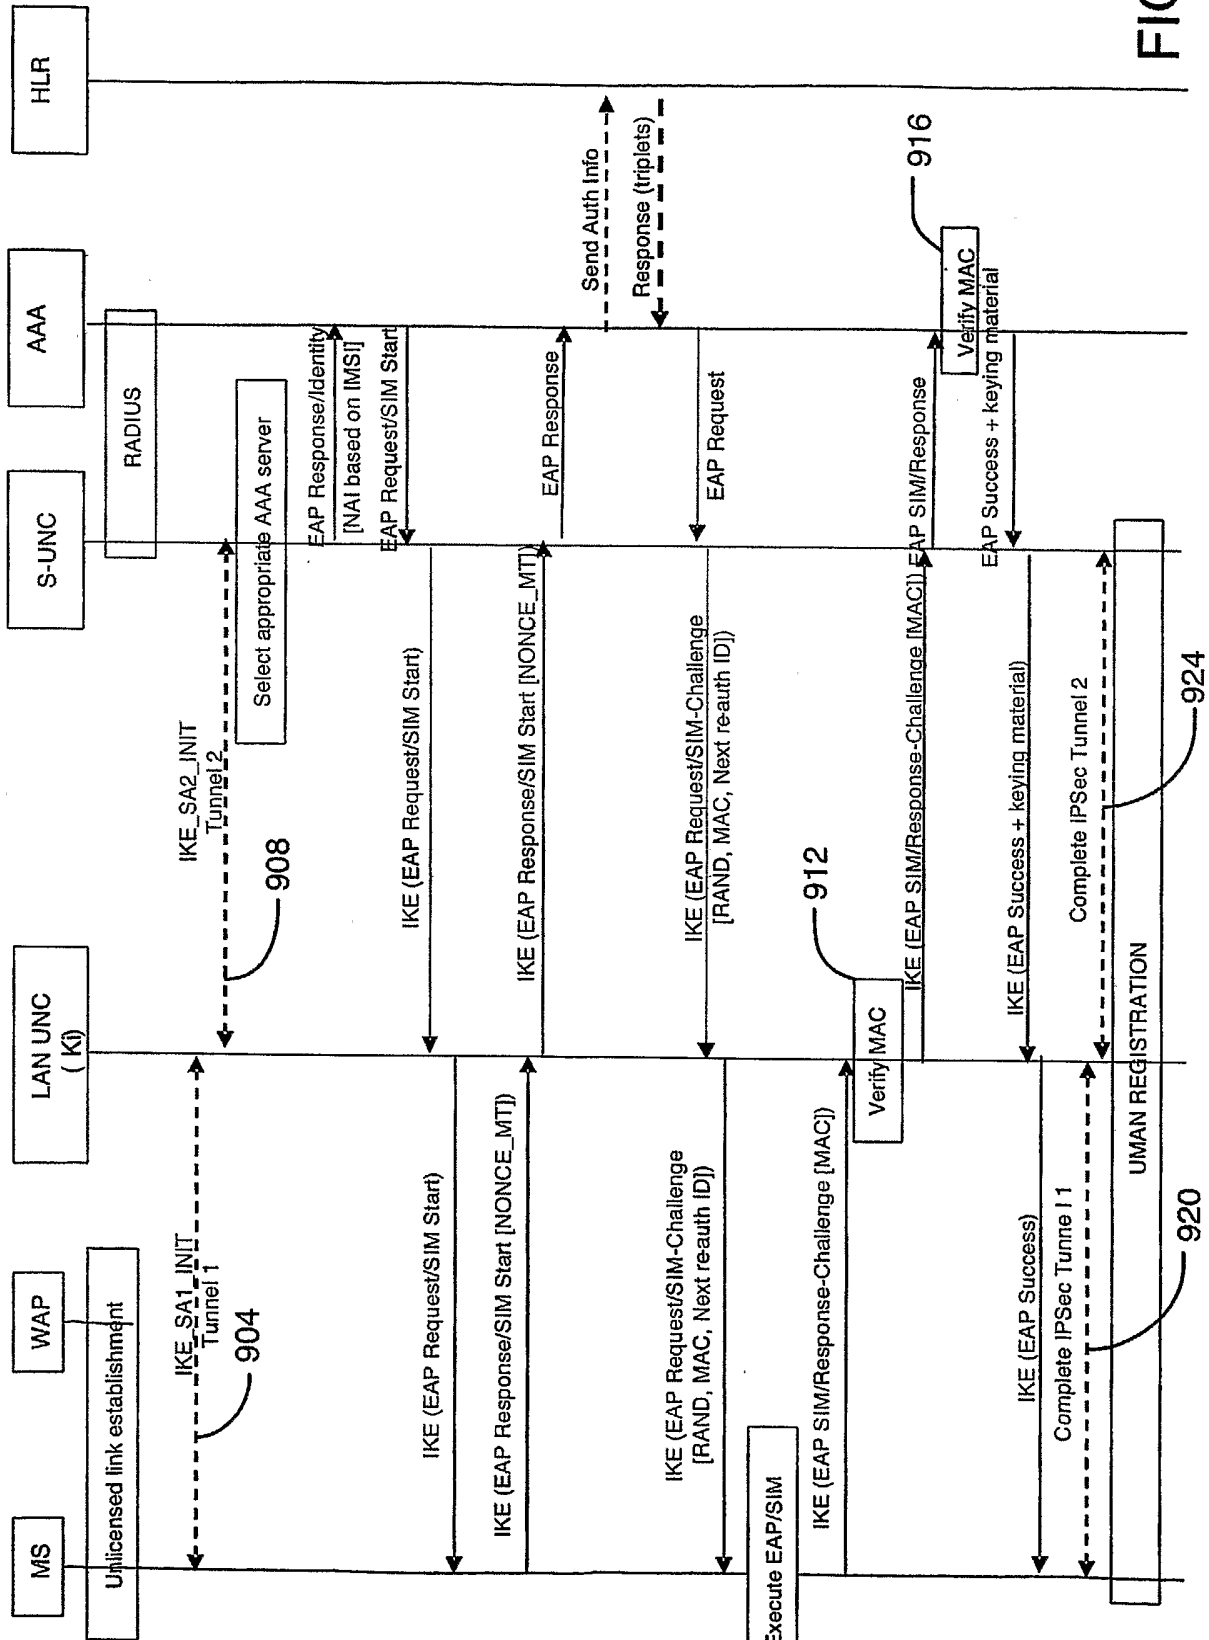 MS
WAP
LAN UNC
( Ki)
S-UNC
AAA
HLR
Unlicensed link establishment
RADIUS
IKE_SA1_INIT
Tunnel 1
904
IKE_SA2_INIT
Tunnel 2
908
Select appropriate AAA server
EAP Response/Identity
[NAI based on IMSI]
EAP Request/SIM Start
IKE (EAP Request/SIM Start)
IKE (EAP Request/SIM Start)
IKE (EAP Response/SIM Start [NONCE_MT])
IKE (EAP Response/SIM Start [NONCE_MT])
EAP Response
Send Auth Info
Response (triplets)
EAP Request
IKE (EAP Request/SIM-Challenge
[RAND, MAC, Next re-auth ID])
IKE (EAP Request/SIM-Challenge
[RAND, MAC, Next re-auth ID])
Execute EAP/SIM
IKE (EAP SIM/Response-Challenge [MAC])
912
Verify MAC
IKE (EAP SIM/Response-Challenge [MAC])
EAP SIM/Response
916
Verify MAC
EAP Success + keying material
IKE (EAP Success + keying material)
IKE (EAP Success)
Complete IPSec Tunne l 1
920
Complete IPSec Tunnel 2
924
UMAN REGISTRATION